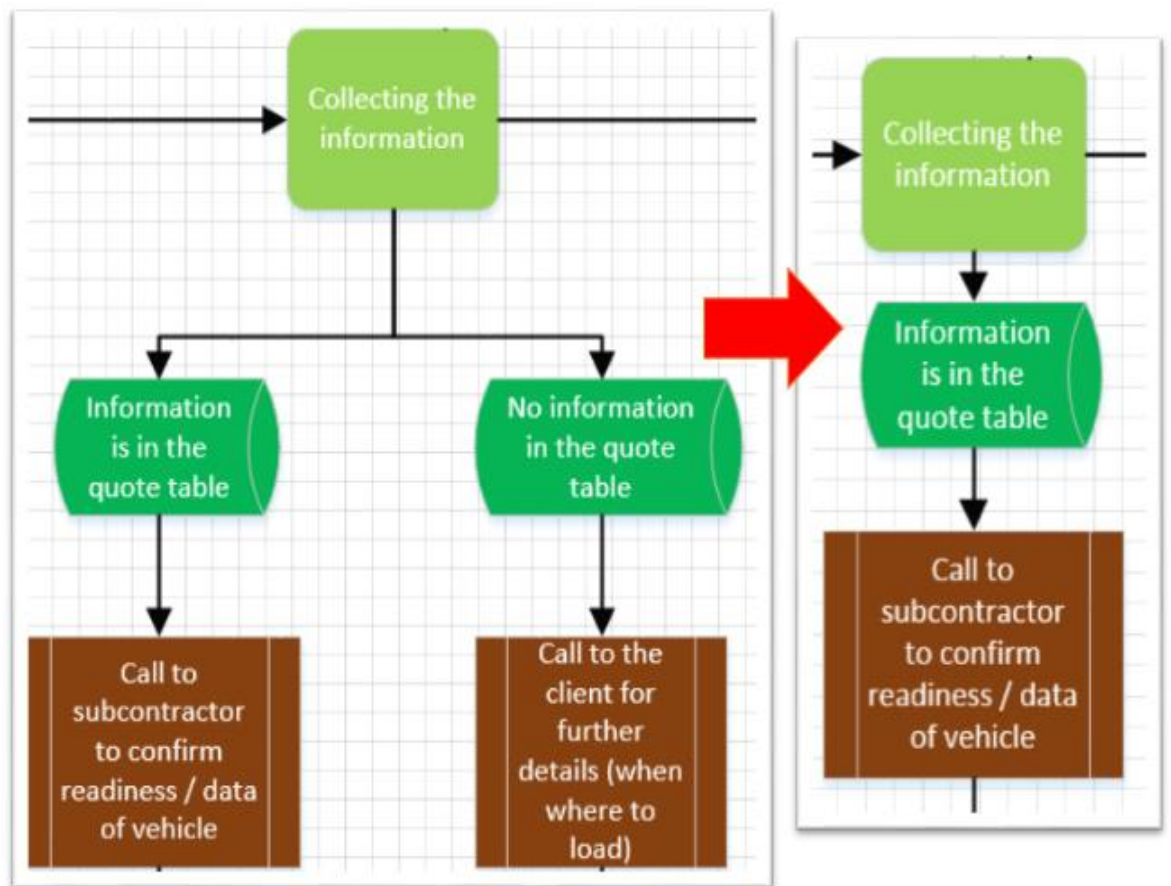 Collecting the
information
Information
is in the
quote table
No information
in the quote
table
Call to
subcontractor
to confirm
readiness / data
of vehicle
Call to the
client for
further
details (when
where to
load)
Collecting the
information
Information
is in the
quote table
Call to
subcontractor
to confirm
readiness / data
of vehicle